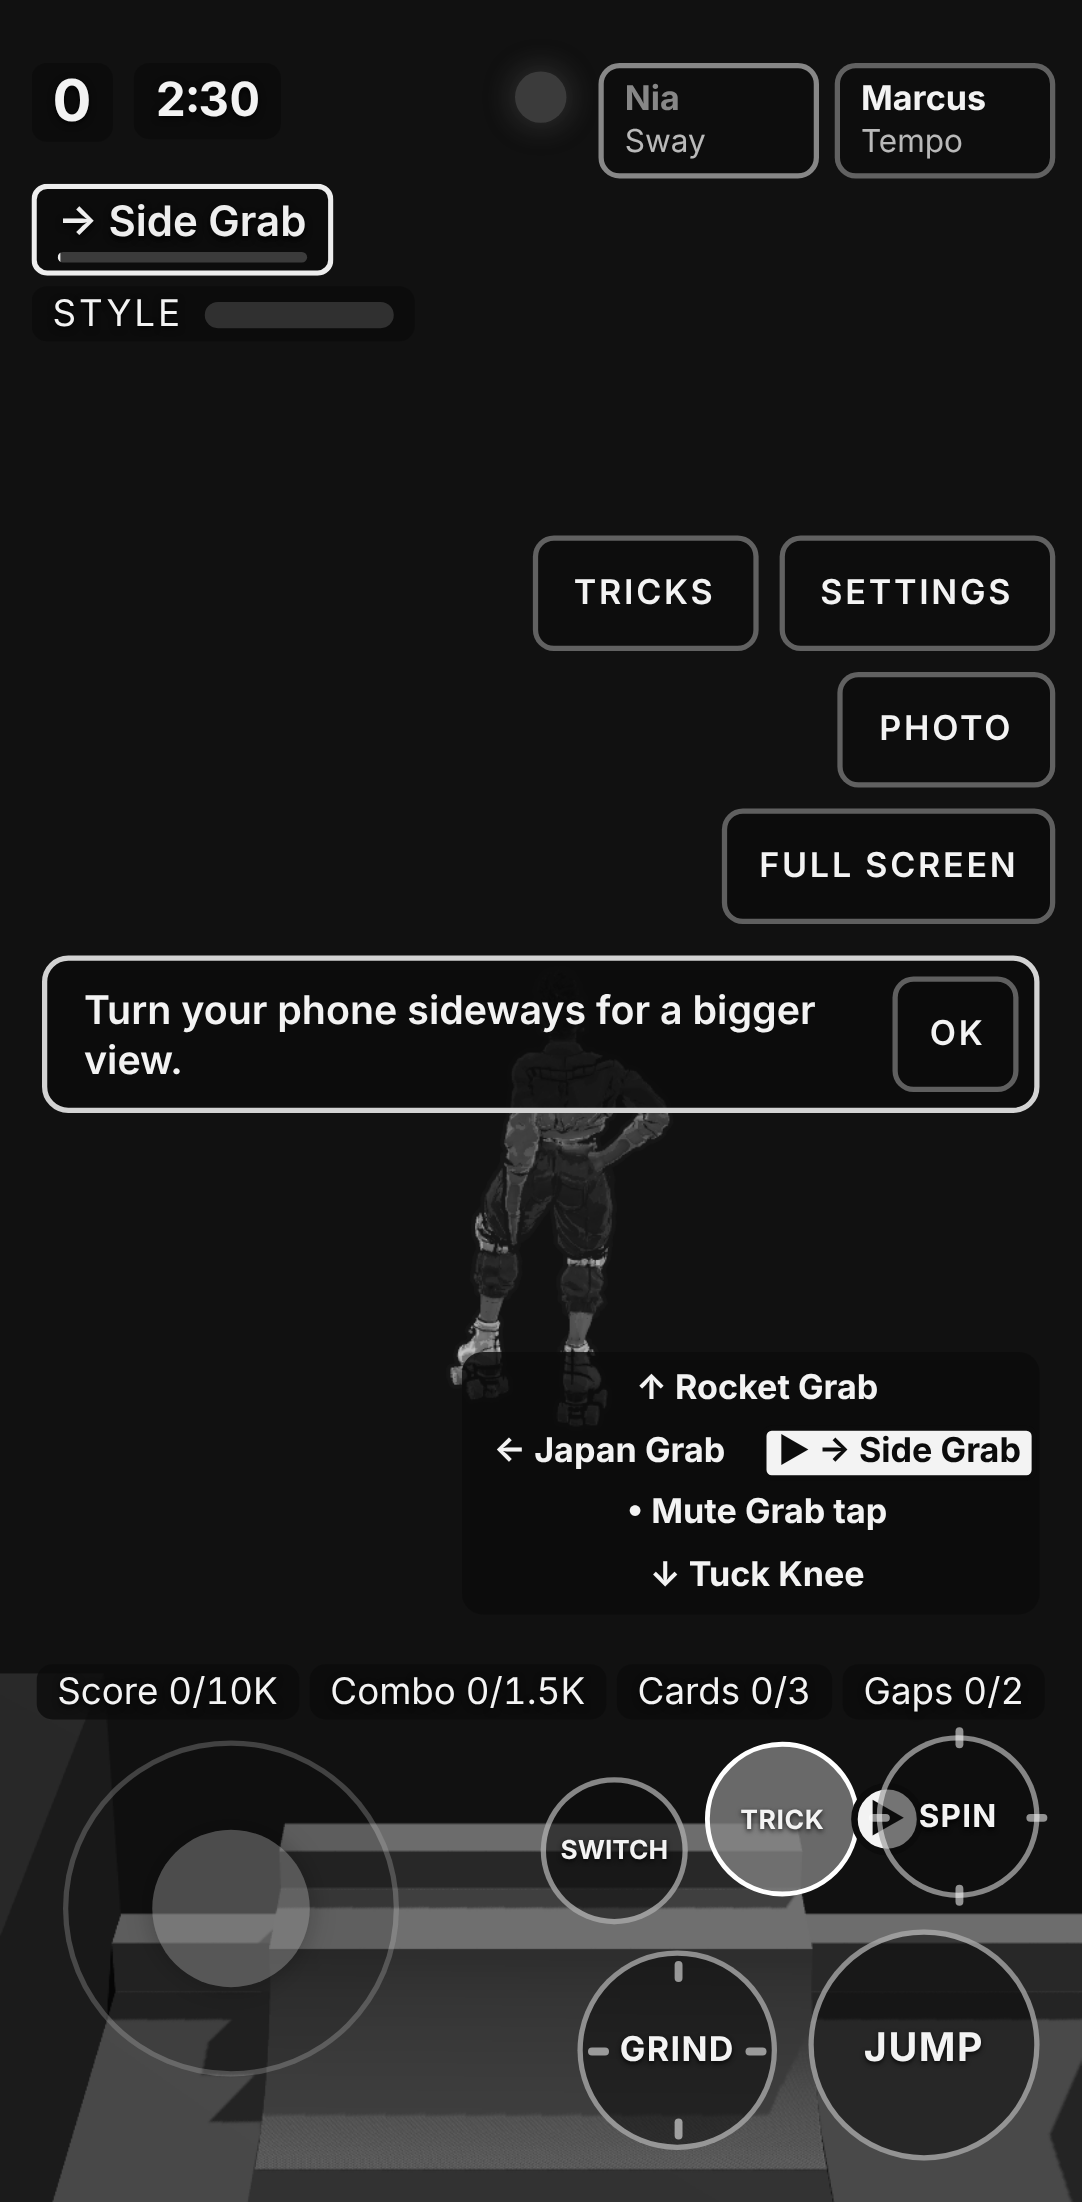 0
2:30
Nia
Sway
Marcus
Tempo
→ Side Grab
STYLE
TRICKS
SETTINGS
PHOTO
FULL SCREEN
Turn your phone sideways for a bigger
view.
OK
↑ Rocket Grab
← Japan Grab
▶ → Side Grab
• Mute Grab tap
↓ Tuck Knee
Score 0/10K
Combo 0/1.5K
Cards 0/3
Gaps 0/2
SWITCH
TRICK
SPIN
GRIND
JUMP